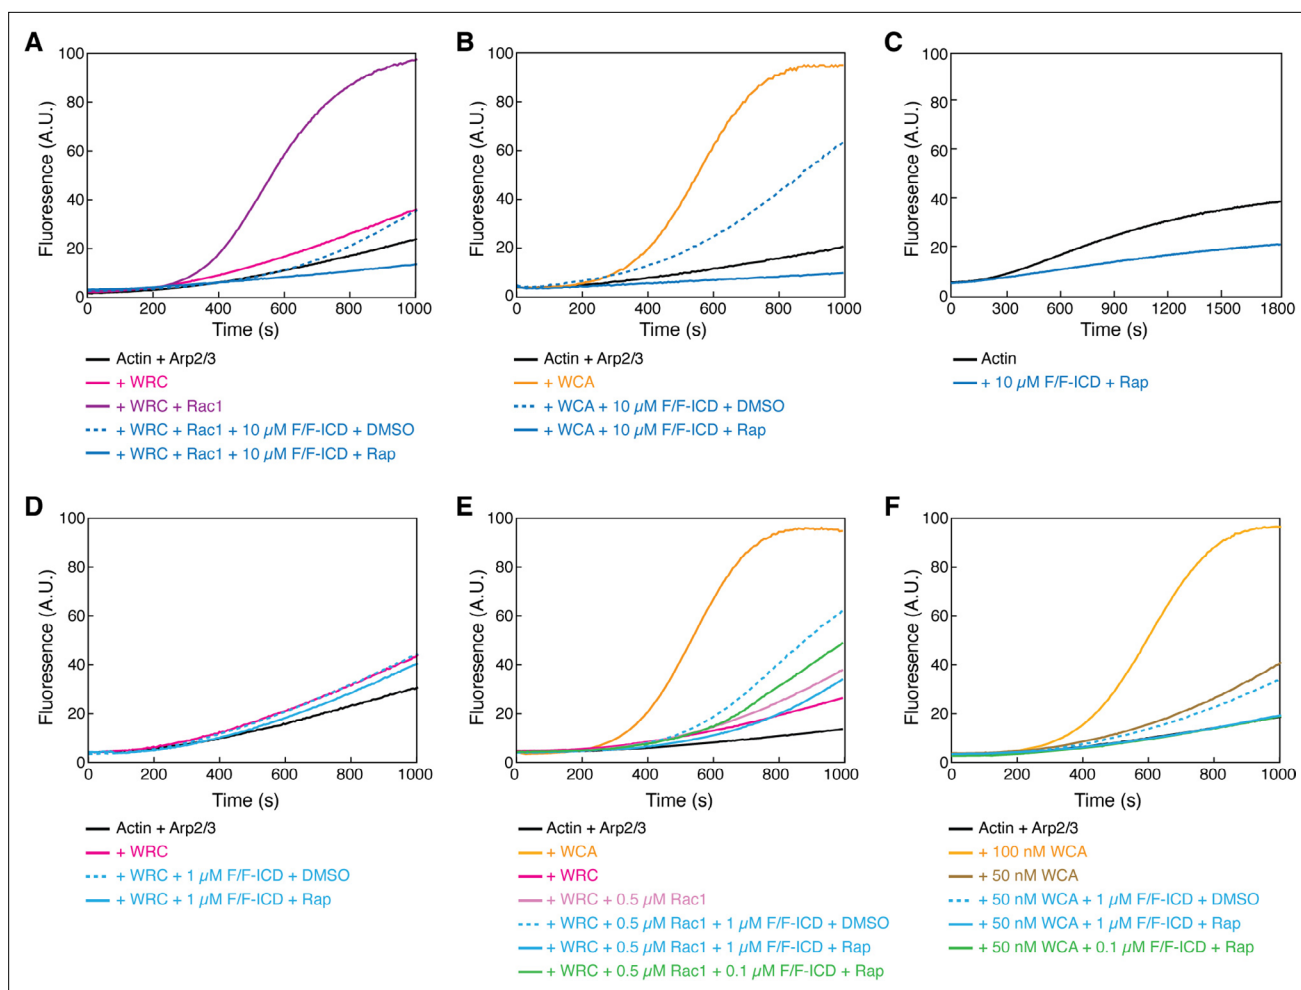 A
B
C
100
80
60
40
20
0
Fluoresence (A.U.)
0 200 400 600 800 1000
Time (s)
100
80
60
40
20
0
Fluoresence (A.U.)
0 200 400 600 800 1000
Time (s)
100
80
60
40
20
0
Fluoresence (A.U.)
0 300 600 900 1200 1500 1800
Time (s)
Actin + Arp2/3
+ WRC
+ WRC + Rac1
+ WRC + Rac1 + 10 µM F/F-ICD + DMSO
+ WRC + Rac1 + 10 µM F/F-ICD + Rap
Actin + Arp2/3
+ WCA
+ WCA + 10 µM F/F-ICD + DMSO
+ WCA + 10 µM F/F-ICD + Rap
Actin
+ 10 µM F/F-ICD + Rap
D
E
F
100
80
60
40
20
0
Fluoresence (A.U.)
0 200 400 600 800 1000
Time (s)
100
80
60
40
20
0
Fluoresence (A.U.)
0 200 400 600 800 1000
Time (s)
100
80
60
40
20
0
Fluoresence (A.U.)
0 200 400 600 800 1000
Time (s)
Actin + Arp2/3
+ WRC
+ WRC + 1 µM F/F-ICD + DMSO
+ WRC + 1 µM F/F-ICD + Rap
Actin + Arp2/3
+ WCA
+ WRC
+ WRC + 0.5 µM Rac1
+ WRC + 0.5 µM Rac1 + 1 µM F/F-ICD + DMSO
+ WRC + 0.5 µM Rac1 + 1 µM F/F-ICD + Rap
+ WRC + 0.5 µM Rac1 + 0.1 µM F/F-ICD + Rap
Actin + Arp2/3
+ 100 nM WCA
+ 50 nM WCA
+ 50 nM WCA + 1 µM F/F-ICD + DMSO
+ 50 nM WCA + 1 µM F/F-ICD + Rap
+ 50 nM WCA + 0.1 µM F/F-ICD + Rap